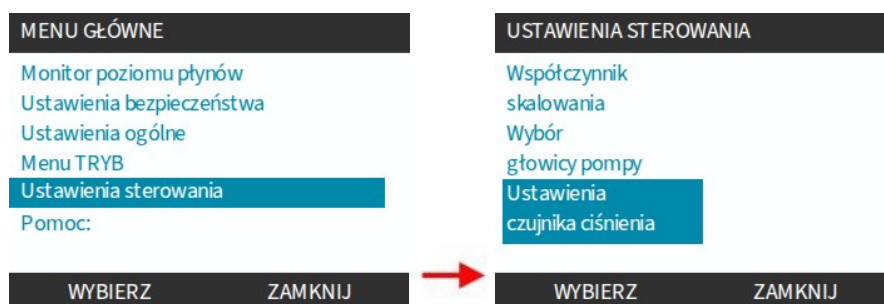 MENU GŁÓWNE
Monitor poziomu płynów
Ustawienia bezpieczeństwa
Ustawienia ogólne
Menu TRYB
Ustawienia sterowania
Pomoc:
WYBIERZ ZAMKNIJ
USTAWIENIA STEROWANIA
Współczynnik
skalowania
Wybór
głowicy pompy
Ustawienia
czujnika ciśnienia
WYBIERZ ZAMKNIJ